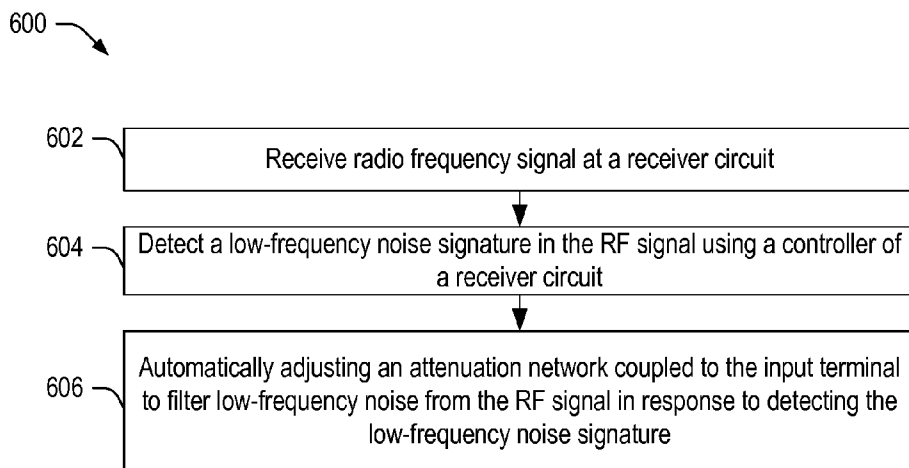 600
602
Receive radio frequency signal at a receiver circuit
604
Detect a low-frequency noise signature in the RF signal using a controller of
a receiver circuit
606
Automatically adjusting an attenuation network coupled to the input terminal
to filter low-frequency noise from the RF signal in response to detecting the
low-frequency noise signature